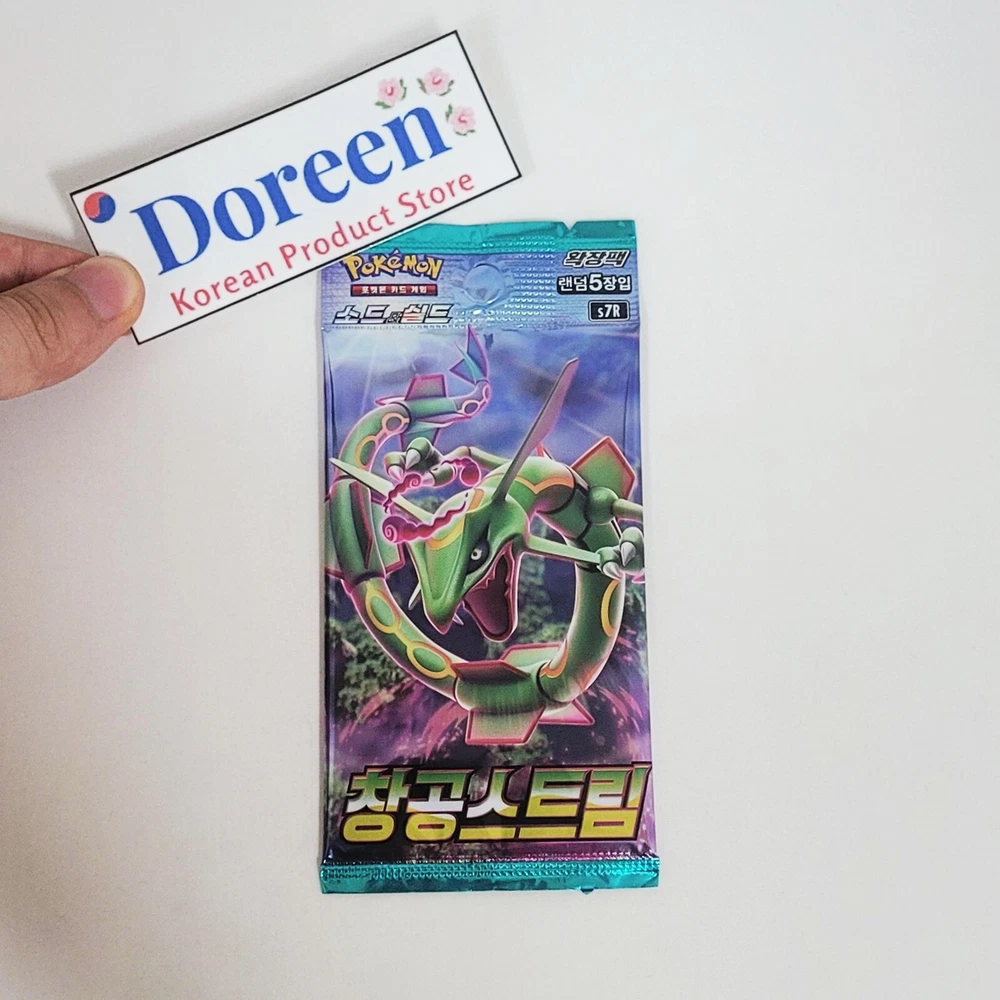 Doreen
Korean Product Store
POKéMON
포켓몬 카드 게임
소드&실드
확장팩
랜덤5장입
s7R
창공스트림